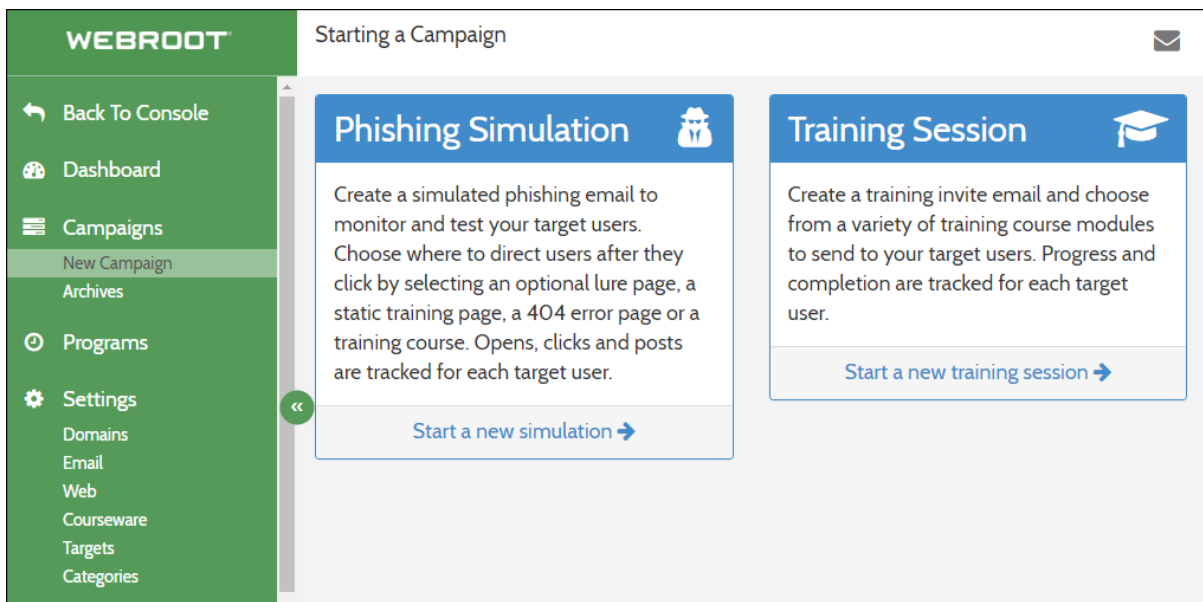 WEBROOT
Starting a Campaign
Back To Console
Dashboard
Campaigns
New Campaign
Archives
Programs
Settings
Domains
Email
Web
Courseware
Targets
Categories
Phishing Simulation
Create a simulated phishing email to
monitor and test your target users.
Choose where to direct users after they
click by selecting an optional lure page, a
static training page, a 404 error page or a
training course. Opens, clicks and posts
are tracked for each target user.
Start a new simulation
Training Session
Create a training invite email and choose
from a variety of training course modules
to send to your target users. Progress and
completion are tracked for each target
user.
Start a new training session